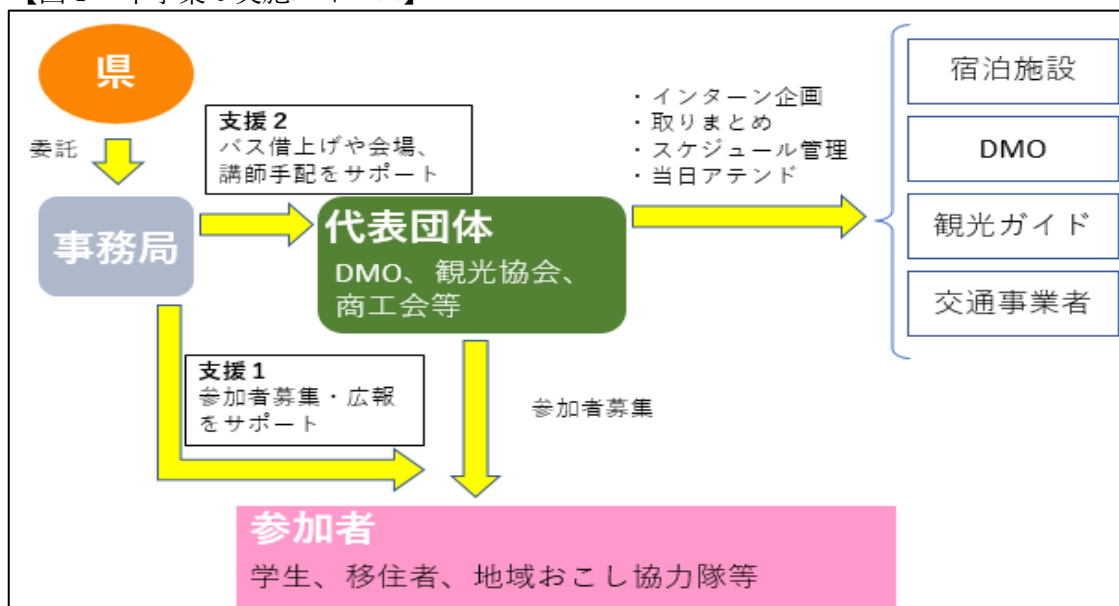 県
委託
事務局
支援2
バス借上げや会場、
講師手配をサポート
代表団体
DMO、観光協会、
商工会等
・インターン企画
・取りまとめ
・スケジュール管理
・当日アテンド
宿泊施設
DMO
観光ガイド
交通事業者
支援1
参加者募集・広報
をサポート
参加者募集
参加者
学生、移住者、地域おこし協力隊等